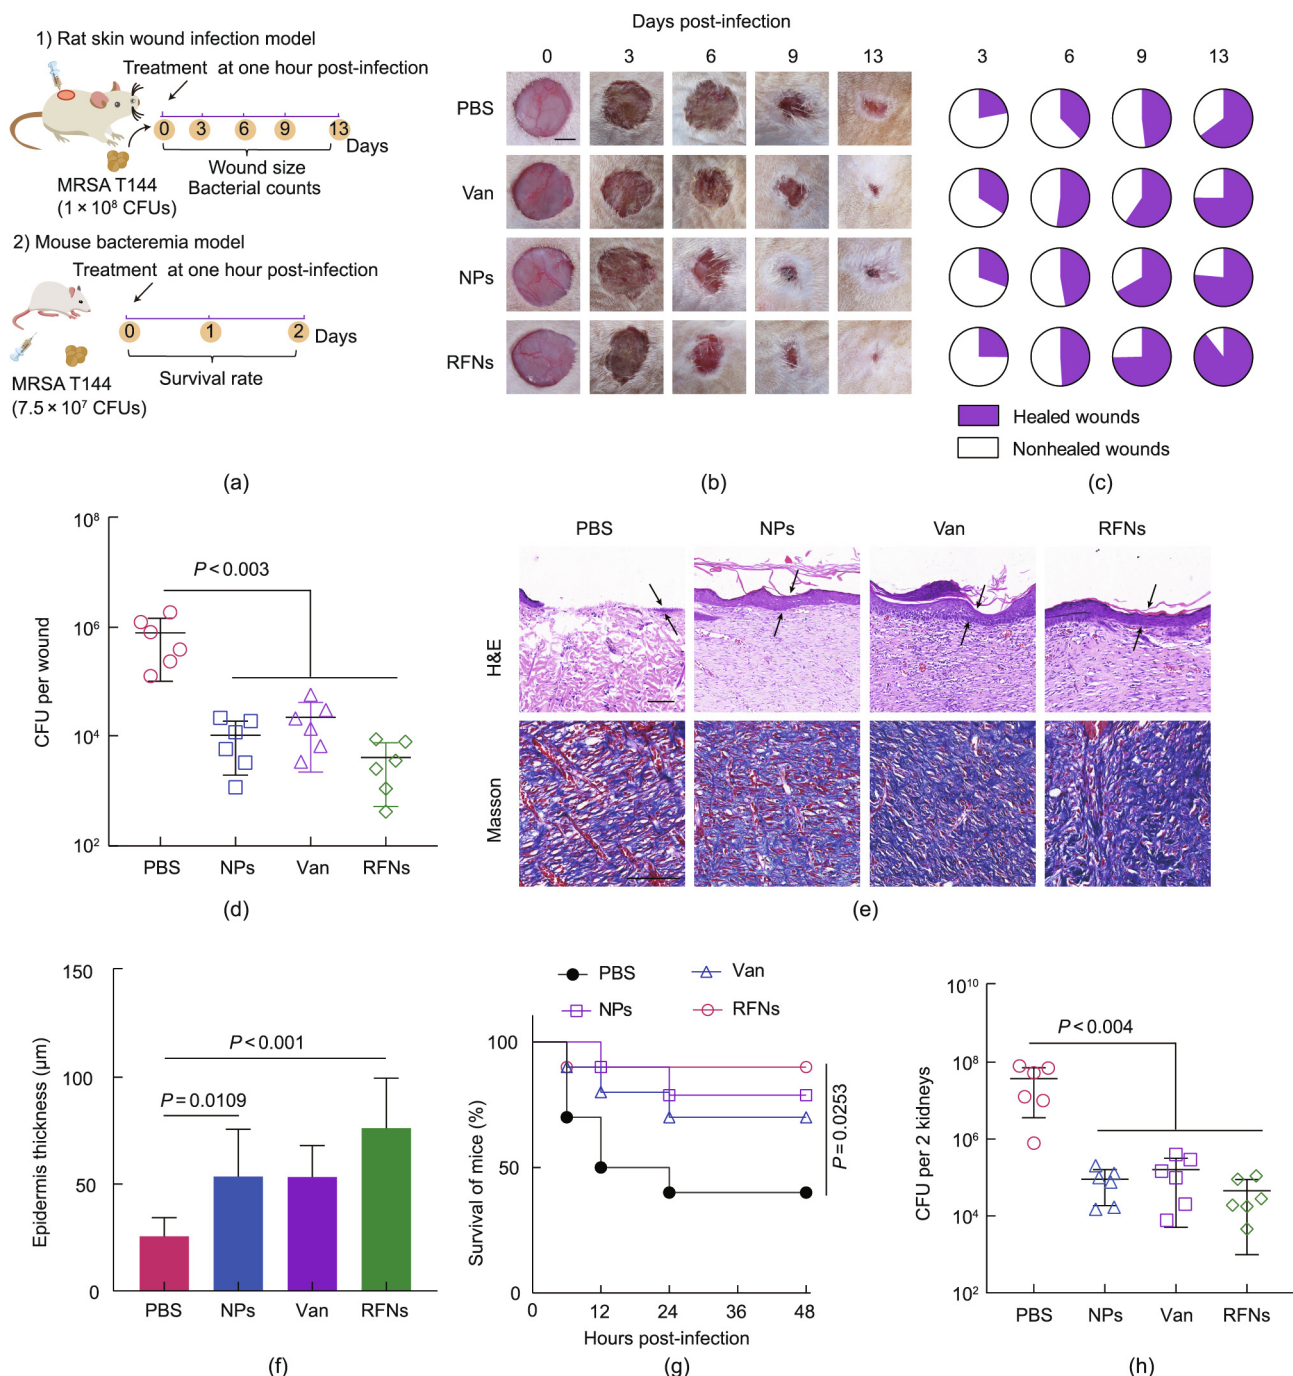 1) Rat skin wound infection model
Treatment at one hour post-infection
0 3 6 9 13
Days
Wound size
Bacterial counts
MRSA T144
(1 × 10⁸ CFUs)
2) Mouse bacteremia model
Treatment at one hour post-infection
0 1 2 Days
Survival rate
MRSA T144
(7.5 × 10⁷ CFUs)
(a)
Days post-infection
0 3 6 9 13
PBS
Van
NPs
RFNs
(b)
3 6 9 13
Healed wounds
Nonhealed wounds
(c)
CFU per wound
10⁸
10⁶
10⁴
10²
P < 0.003
PBS NPs Van RFNs
(d)
PBS NPs Van RFNs
H&E
Masson
(e)
Epidermis thickness (μm)
150
100
50
0
P < 0.001
P = 0.0109
PBS NPs Van RFNs
(f)
PBS Van
NPs RFNs
Survival of mice (%)
100
50
0
P = 0.0253
0 12 24 36 48
Hours post-infection
(g)
CFU per 2 kidneys
10¹⁰
10⁸
10⁶
10⁴
10²
P < 0.004
PBS NPs Van RFNs
(h)